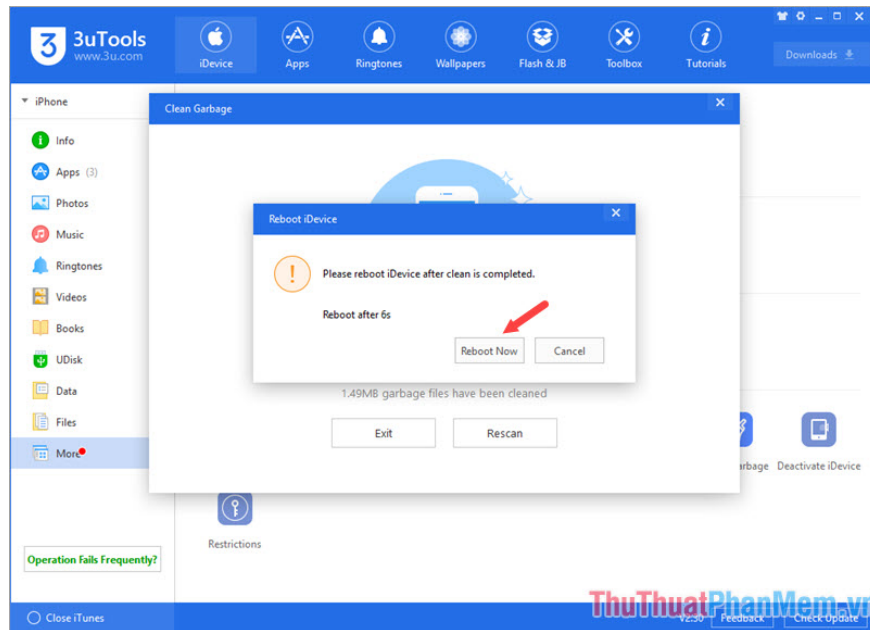 3
3uTools
www.3u.com
iDevice
Apps
Ringtones
Wallpapers
Flash & JB
Toolbox
Tutorials
Downloads
iPhone
Info
Apps (3)
Photos
Music
Ringtones
Videos
Books
UDisk
Data
Files
More
Operation Fails Frequently?
Close iTunes
Clean Garbage
Reboot iDevice
Please reboot iDevice after clean is completed.
Reboot after 6s
Reboot Now
Cancel
1.49MB garbage files have been cleaned
Exit
Rescan
Deactivate iDevice
Restrictions
ThuThuatPhanMem.vn
V2.30
Feedback
Check Update